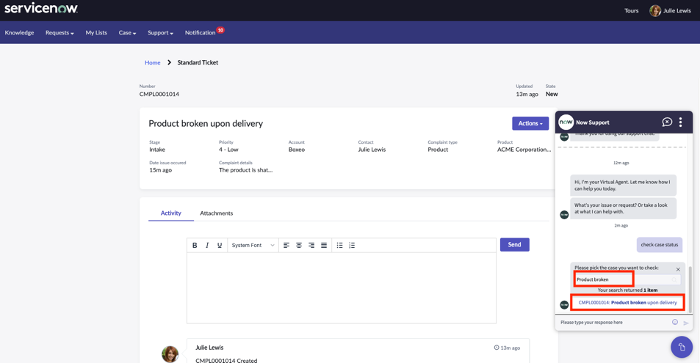 servicenow
Tours Julie Lewis
Knowledge Requests My Lists Case Support Notification 10
Home > Standard Ticket
Number Updated State
CMPL0001014 13m ago New
Product broken upon delivery Actions
Stage Priority Account Contact Complaint type Product
Intake 4 - Low Boxeo Julie Lewis Product ACME Corporation...
Date issue occured Complaint details
15m ago The product is shat...
Activity Attachments
B I U System Font Send
Julie Lewis 13m ago
CMPL0001014 Created
now Now Support
Thank you for using our support chat.
12m ago
Hi, I'm your Virtual Agent. Let me know how I
can help you today.
What's your issue or request? Or take a look
at what I can help with.
2m ago
check case status
Please pick the case you want to check:
Product broken
Your search returned 1 item
CMPL0001014: Product broken upon delivery
Please type your response here